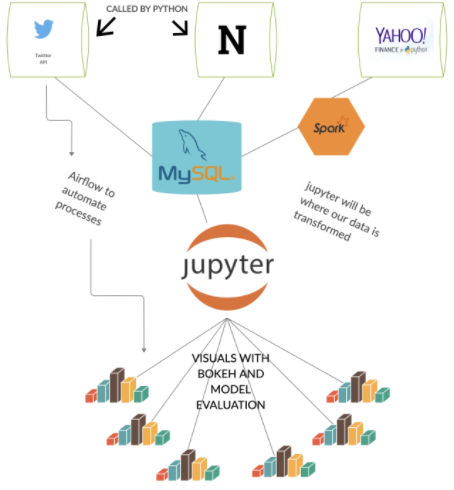 CALLED BY PYTHON
Twitter
API
N
YAHOO!
FINANCE for python
Spark
MySQL
Airflow to
automate
processes
jupyter will be
where our data is
transformed
jupyter
VISUALS WITH
BOKEH AND
MODEL
EVALUATION